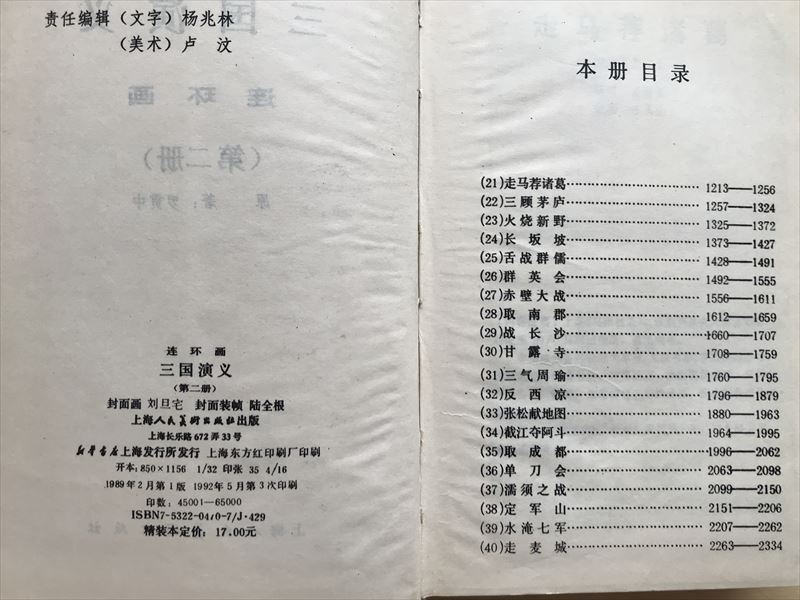 责任编辑（文字）杨兆林
（美术）卢 汶
连 环 画
三国演义
（第二册）
封面画 刘旦宅 封面装帧 陆全根
上海人民美术出版社出版
上海长乐路672弄33号
新华书店上海发行所发行 上海东方红印刷厂印刷
开本：850×1156 1/32 印张 35 4/16
1989年2月第1版 1992年5月第3次印刷
印数：45001—65000
ISBN7-5322-0470-7/J·429
精装本定价：17.00元
本册目录
(21)走马荐诸葛……………………1213——1256
(22)三顾茅庐……………………1257——1324
(23)火烧新野……………………1325——1372
(24)长坂坡……………………1373——1427
(25)舌战群儒……………………1428——1491
(26)群英会……………………1492——1555
(27)赤壁大战……………………1556——1611
(28)取南郡……………………1612——1659
(29)战长沙……………………1660——1707
(30)甘露寺……………………1708——1759
(31)三气周瑜……………………1760——1795
(32)反西凉……………………1796——1879
(33)张松献地图……………………1880——1963
(34)截江夺阿斗……………………1964——1995
(35)取成都……………………1996——2062
(36)单刀会……………………2063——2098
(37)濡须之战……………………2099——2150
(38)定军山……………………2151——2206
(39)水淹七军……………………2207——2262
(40)走麦城……………………2263——2334